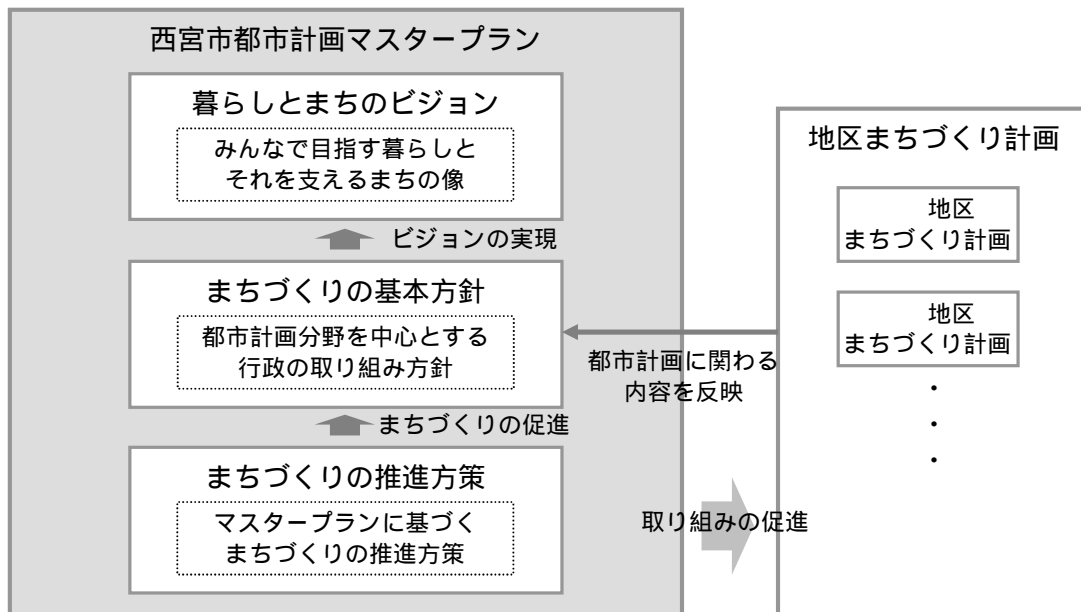 西宮市都市計画マスタープラン
暮らしとまちのビジョン
みんなで目指す暮らしと
それを支えるまちの像
ビジョンの実現
まちづくりの基本方針
都市計画分野を中心とする
行政の取り組み方針
まちづくりの促進
まちづくりの推進方策
マスタープランに基づく
まちづくりの推進方策
都市計画に関わる
内容を反映
取り組みの促進
地区まちづくり計画
地区
まちづくり計画
地区
まちづくり計画
・
・
・